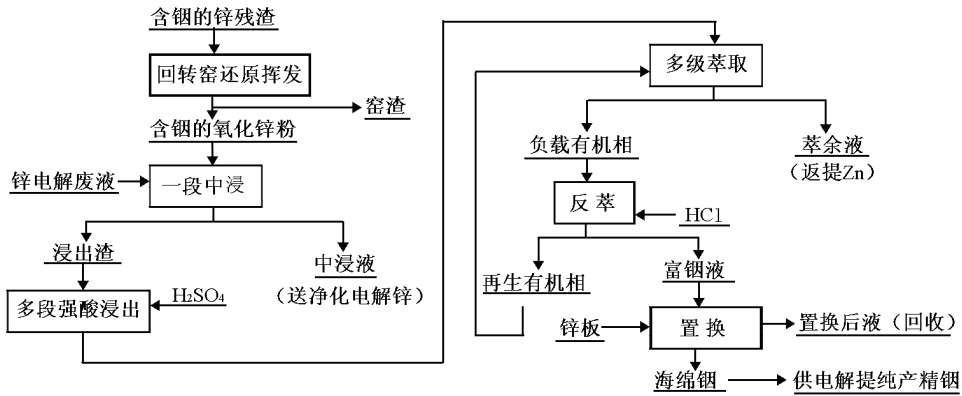 含铟的锌残渣
回转窑还原挥发
窑渣
含铟的氧化锌粉
锌电解废液
一段中浸
浸出渣
中浸液
(送净化电解锌)
多段强酸浸出
H₂SO₄
多级萃取
负载有机相
萃余液
(返提Zn)
反萃
HCl
再生有机相
富铟液
锌板
置换
置换后液(回收)
海绵铟
供电解提纯产精铟